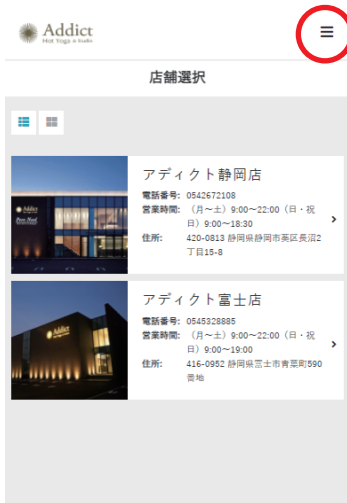 Addict
Hot Yoga & Studio
店舗選択
アディクト静岡店
電話番号: 0542672108
営業時間: （月～土）9:00～22:00（日・祝
日）9:00～18:30
住所: 420-0813 静岡県静岡市葵区長沼2
丁目15-8
アディクト富士店
電話番号: 0545328885
営業時間: （月～土）9:00～22:00（日・祝
日）9:00～19:00
住所: 416-0952 静岡県富士市青葉町590
番地
Addict
Addict